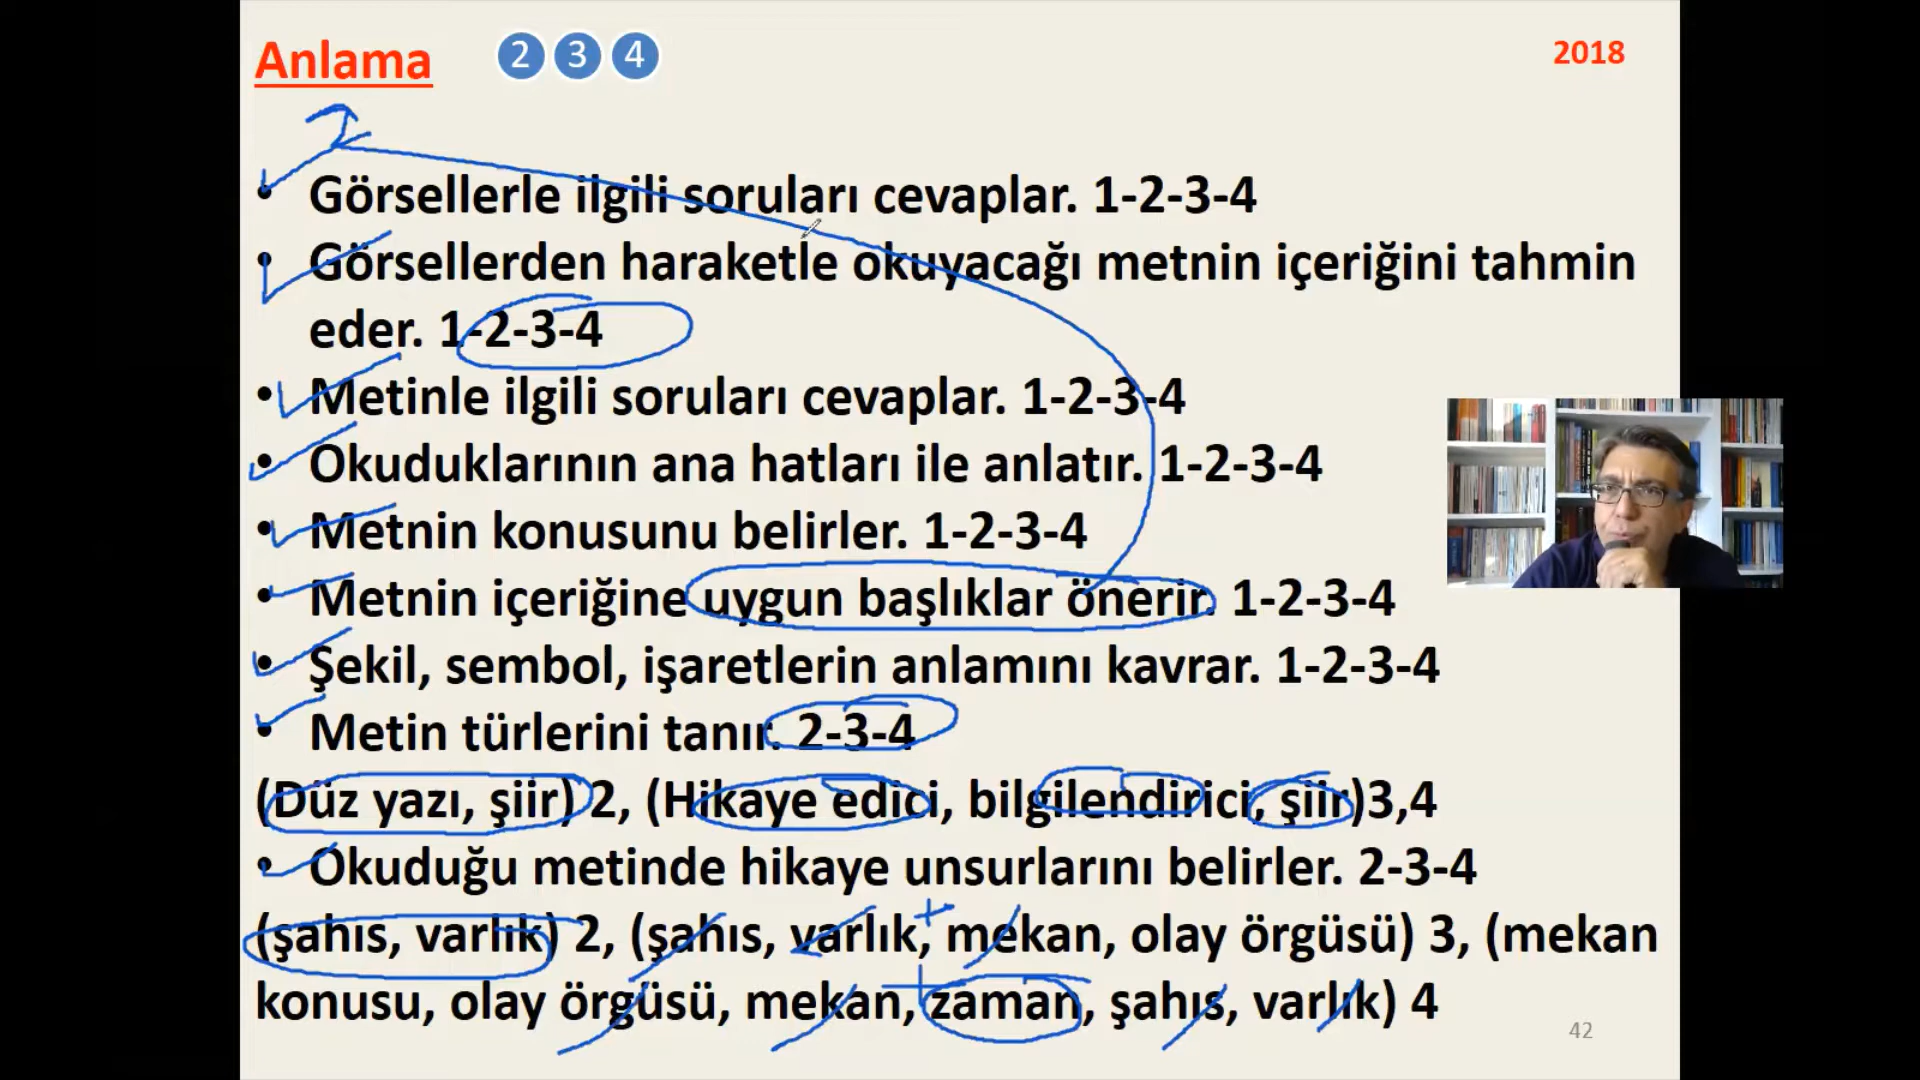 Anlama 2 3 4 2018
• Görsellerle ilgili soruları cevaplar. 1-2-3-4
• Görsellerden haraketle okuyacağı metnin içeriğini tahmin
eder. 1-2-3-4
• Metinle ilgili soruları cevaplar. 1-2-3-4
• Okuduklarının ana hatları ile anlatır. 1-2-3-4
• Metnin konusunu belirler. 1-2-3-4
• Metnin içeriğine uygun başlıklar önerir. 1-2-3-4
• Şekil, sembol, işaretlerin anlamını kavrar. 1-2-3-4
• Metin türlerini tanır. 2-3-4
(Düz yazı, şiir) 2, (Hikaye edici, bilgilendirici, şiir)3,4
• Okuduğu metinde hikaye unsurlarını belirler. 2-3-4
(şahıs, varlık) 2, (şahıs, varlık, mekan, olay örgüsü) 3, (mekan
konusu, olay örgüsü, mekan, zaman, şahıs, varlık) 4
42